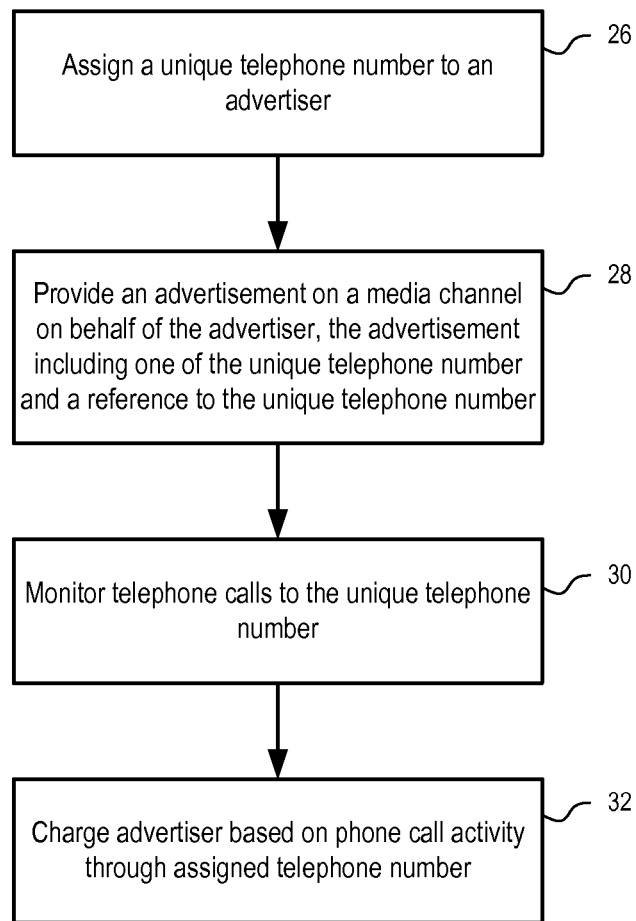 26
Assign a unique telephone number to an
advertiser
28
Provide an advertisement on a media channel
on behalf of the advertiser, the advertisement
including one of the unique telephone number
and a reference to the unique telephone number
30
Monitor telephone calls to the unique telephone
number
32
Charge advertiser based on phone call activity
through assigned telephone number